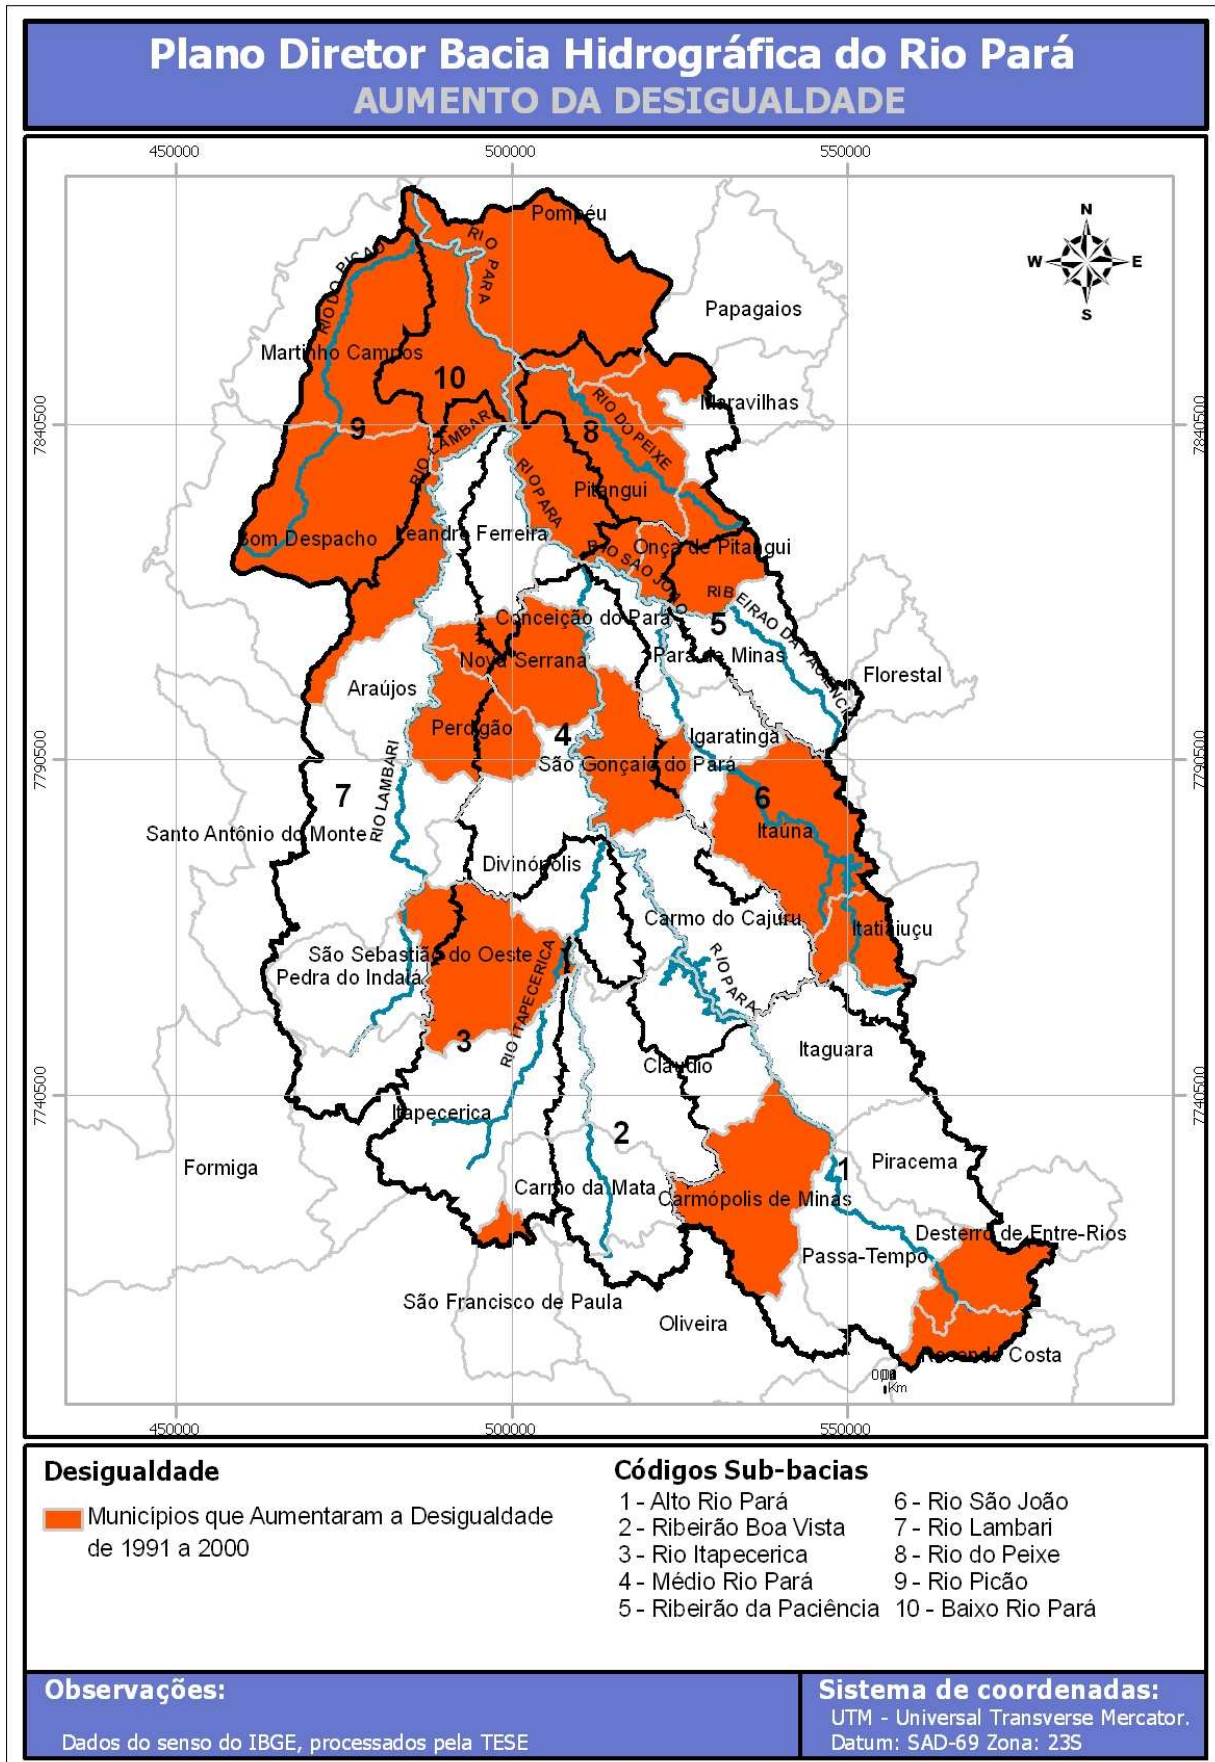 Plano Diretor Bacia Hidrográfica do Rio Pará
AUMENTO DA DESIGUALDADE
450000
500000
550000
Pompéu
N
W
E
S
RIO PARA
RIO DO PICAO
Papagaios
Martinho Campos
10
Maravilhas
7840500
7840500
RIO DO PEIXE
9
8
RIO LAMBARI
RIO PARA
Pitangui
Bom Despacho
Leandro Ferreira
Onça de Pitangui
RIO SÃO JOÃO
RIBEIRAO DA PACIENCI
Conceição do Pará
5
Pará de Minas
Nova Serrana
Florestal
Araújos
Perdigão
4
Igaratinga
São Gonçalo do Pará
7790500
7790500
RIO LAMBARI
7
6
Santo Antônio do Monte
Itaúna
Divinópolis
Carmo do Cajuru
Itatiaiuçu
São Sebastião do Oeste
Pedra do Indaiá
RIO PARA
RIO ITAPECERICA
3
Itaguara
Cláudio
7740500
7740500
Itapecerica
2
Formiga
1
Piracema
Carmo da Mata
Carmópolis de Minas
Desterro de Entre-Rios
Passa-Tempo
São Francisco de Paula
Oliveira
Resende Costa
Km
450000
500000
550000
Desigualdade
Municípios que Aumentaram a Desigualdade
de 1991 a 2000
Códigos Sub-bacias
1 - Alto Rio Pará
2 - Ribeirão Boa Vista
3 - Rio Itapecerica
4 - Médio Rio Pará
5 - Ribeirão da Paciência
6 - Rio São João
7 - Rio Lambari
8 - Rio do Peixe
9 - Rio Picão
10 - Baixo Rio Pará
Observações:
Dados do senso do IBGE, processados pela TESE
Sistema de coordenadas:
UTM - Universal Transverse Mercator.
Datum: SAD-69 Zona: 23S